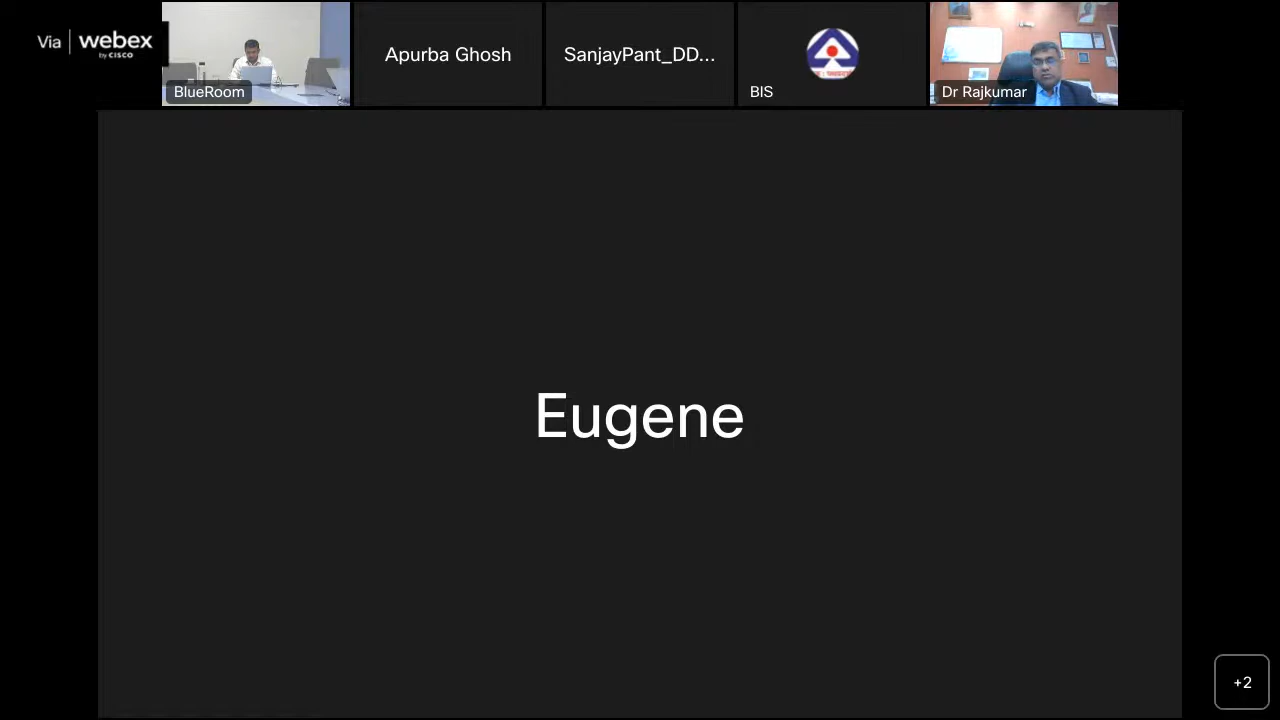 Via webex
by CISCO
BlueRoom
Apurba Ghosh
SanjayPant_DD...
BIS
Dr Rajkumar
Eugene
+2